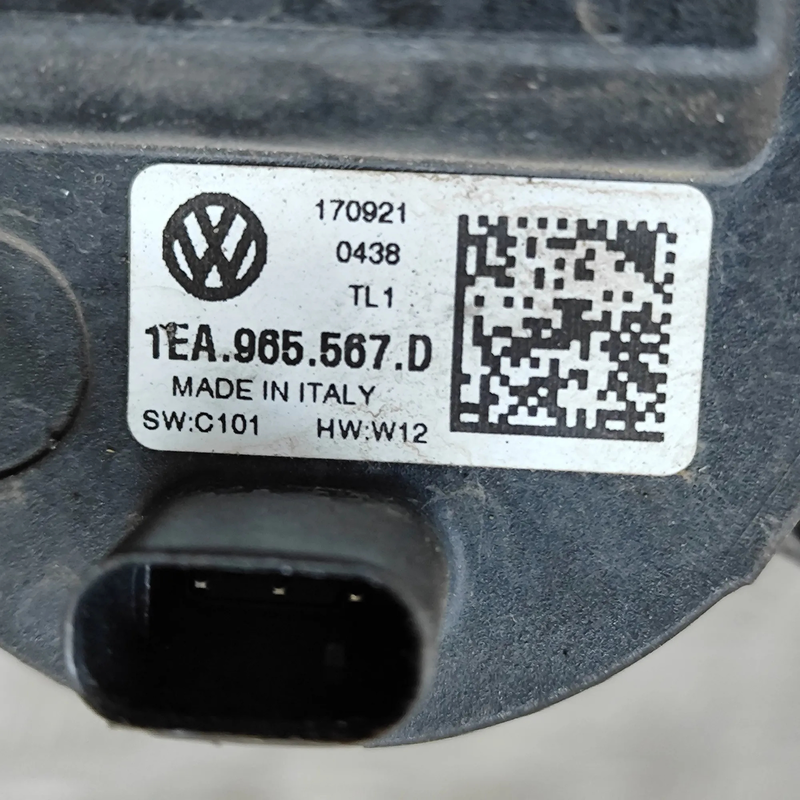 170921
0438
TL1
1EA.965.567.D
MADE IN ITALY
SW:C101 HW:W12